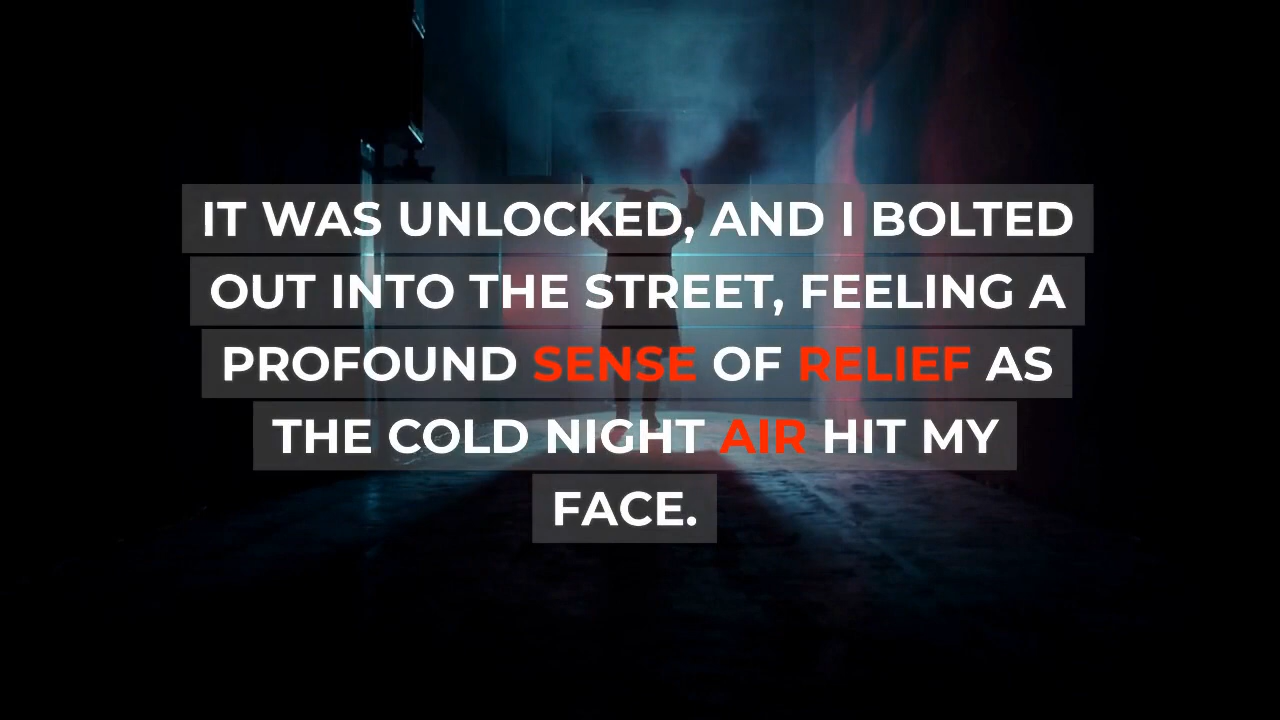 IT WAS UNLOCKED, AND I BOLTED
OUT INTO THE STREET, FEELING A
PROFOUND SENSE OF RELIEF AS
THE COLD NIGHT AIR HIT MY
FACE.